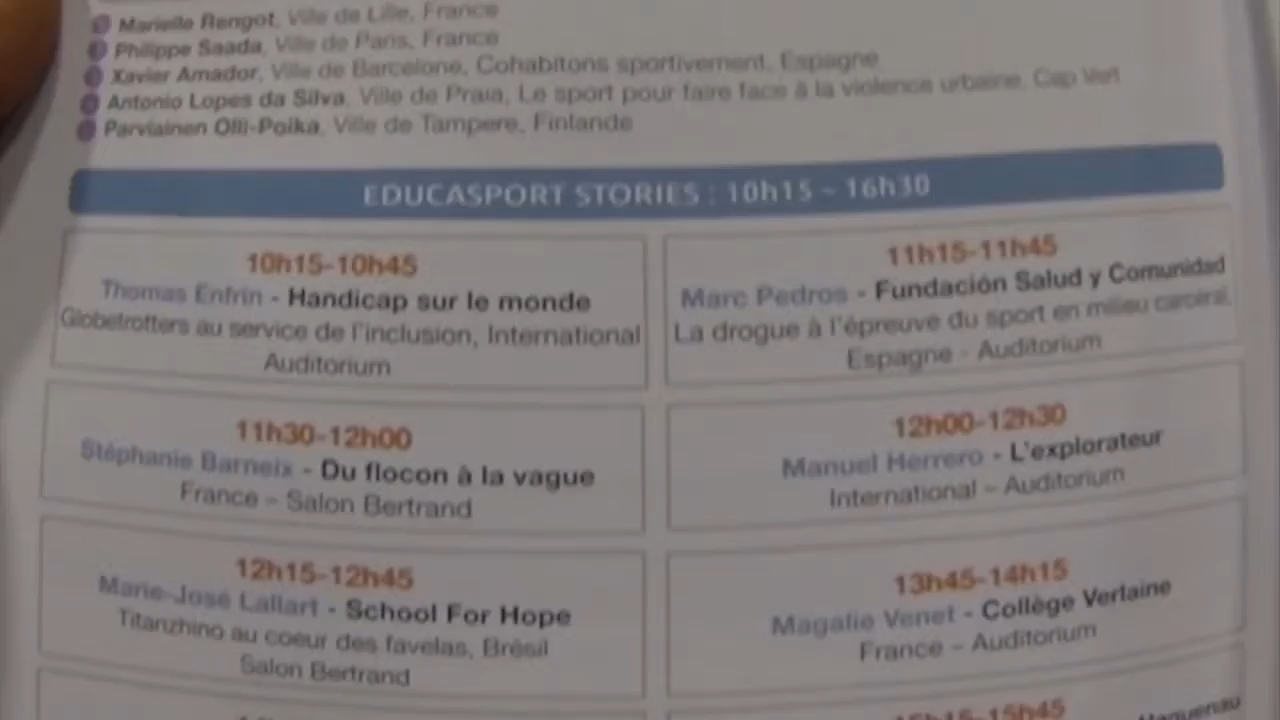 Marielle Rengot, Ville de Lille, France
Philippe Saada, Ville de Paris, France
Xavier Amador, Ville de Barcelone, Cohabitons sportivement, Espagne
Antonio Lopes da Silva, Ville de Praia, Le sport pour faire face à la violence urbaine, Cap Vert
Parviainen Olli-Poika, Ville de Tampere, Finlande
EDUCASPORT STORIES : 10h15 - 16h30
10h15-10h45
Thomas Enfrin - Handicap sur le monde
Globetrotters au service de l'inclusion, International
Auditorium
11h15-11h45
Marc Pedros - Fundación Salud y Comunidad
La drogue à l'épreuve du sport en milieu carcéral,
Espagne - Auditorium
11h30-12h00
Stéphanie Barneix - Du flocon à la vague
France – Salon Bertrand
12h00-12h30
Manuel Herrero - L'explorateur
International – Auditorium
12h15-12h45
Marie-José Lallart - School For Hope
Titanzhino au coeur des favelas, Brésil
Salon Bertrand
13h45-14h15
Magalie Venet - Collège Verlaine
France – Auditorium
15h15-15h45
Haguenau